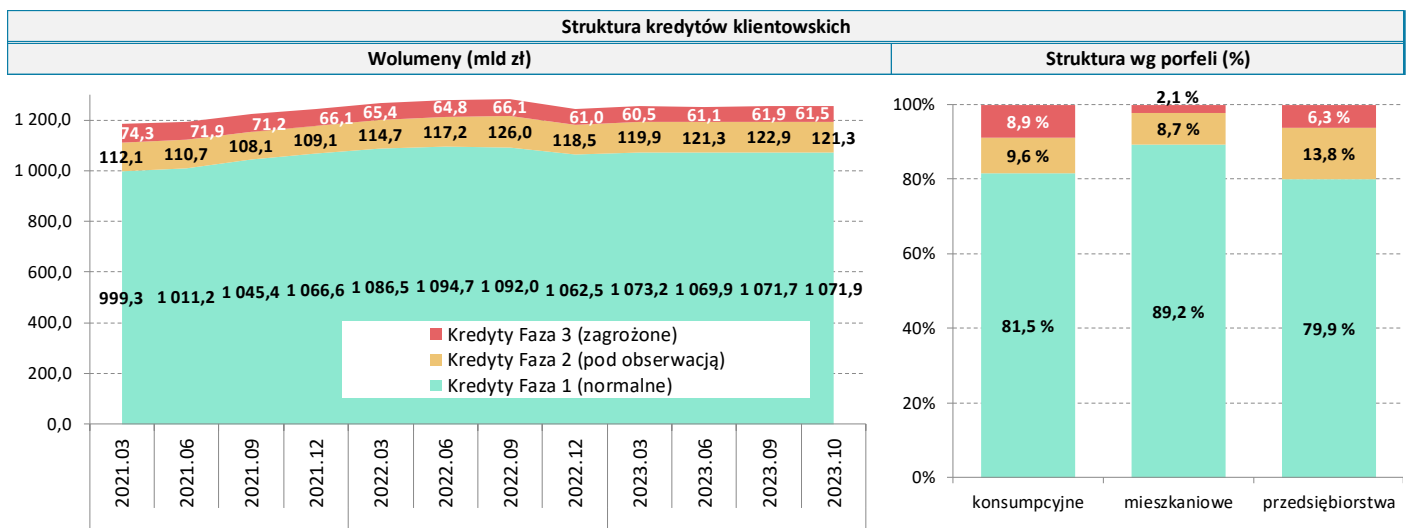 Struktura kredytów klientowskich
Wolumeny (mld zł)
Struktura wg porfeli (%)
1 200,0
1 000,0
800,0
600,0
400,0
200,0
0,0
74,3 71,9 71,2 66,1 65,4 64,8 66,1 61,0 60,5 61,1 61,9 61,5
112,1 110,7 108,1 109,1 114,7 117,2 126,0 118,5 119,9 121,3 122,9 121,3
999,3 1 011,2 1 045,4 1 066,6 1 086,5 1 094,7 1 092,0 1 062,5 1 073,2 1 069,9 1 071,7 1 071,9
Kredyty Faza 3 (zagrożone)
Kredyty Faza 2 (pod obserwacją)
Kredyty Faza 1 (normalne)
2021.03 2021.06 2021.09 2021.12 2022.03 2022.06 2022.09 2022.12 2023.03 2023.06 2023.09 2023.10
100%
80%
60%
40%
20%
0%
8,9 % 2,1 % 6,3 %
9,6 % 8,7 % 13,8 %
81,5 % 89,2 % 79,9 %
konsumpcyjne mieszkaniowe przedsiębiorstwa